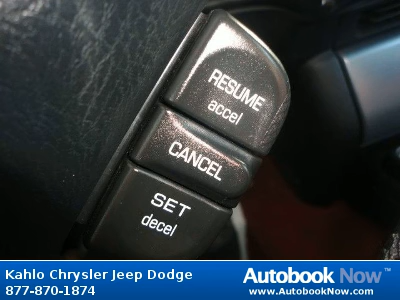 RESUME
accel
CANCEL
SET
decel
Kahlo Chrysler Jeep Dodge
877-870-1874
Autobook Now™
www.AutobookNow.com